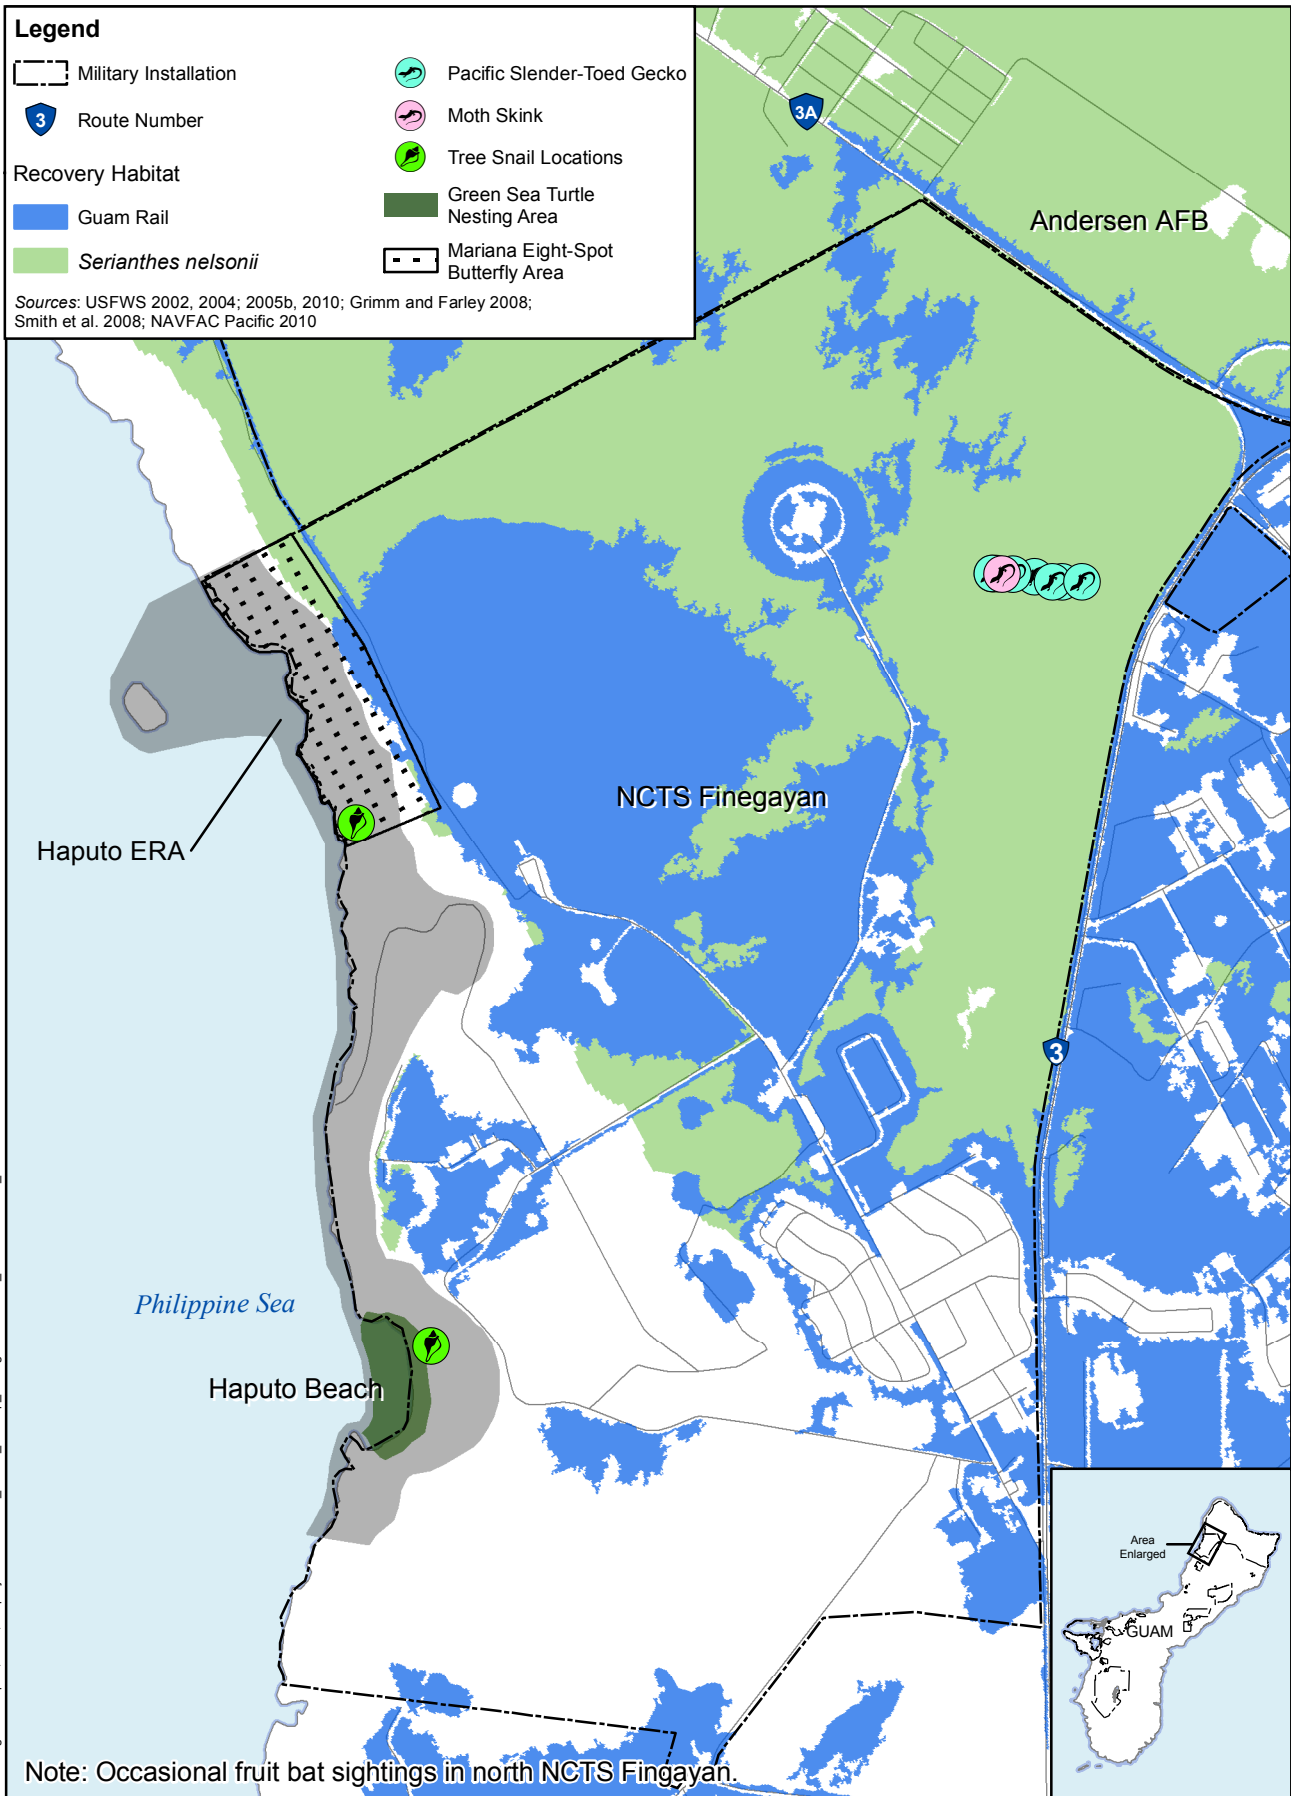 Legend
Military Installation
3
Route Number
Recovery Habitat
Guam Rail
Serianthes nelsonii
Pacific Slender-Toed Gecko
Moth Skink
Tree Snail Locations
Green Sea Turtle
Nesting Area
Mariana Eight-Spot
Butterfly Area
Sources: USFWS 2002, 2004; 2005b, 2010; Grimm and Farley 2008;
Smith et al. 2008; NAVFAC Pacific 2010
3A
Andersen AFB
NCTS Finegayan
Haputo ERA
3
Philippine Sea
Haputo Beach
Area
Enlarged
GUAM
Note: Occasional fruit bat sightings in north NCTS Fingayan.